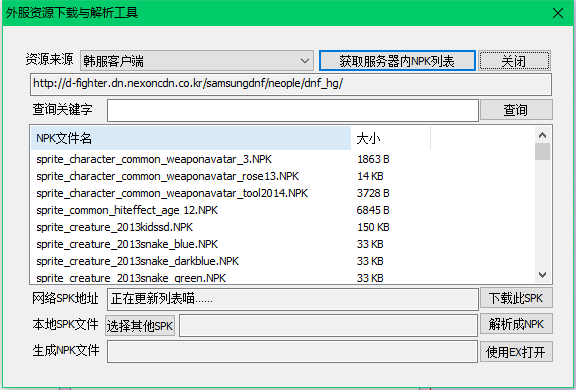 外服资源下载与解析工具
资源来源 韩服客户端 获取服务器内NPK列表 关闭
http://d-fighter.dn.nexoncdn.co.kr/samsungdnf/neople/dnf_hg/
查询关键字 查询
NPK文件名 大小
sprite_character_common_weaponavatar_3.NPK 1863 B
sprite_character_common_weaponavatar_rose13.NPK 14 KB
sprite_character_common_weaponavatar_tool2014.NPK 3728 B
sprite_common_hiteffect_age 12.NPK 6845 B
sprite_creature_2013kidssd.NPK 150 KB
sprite_creature_2013snake_blue.NPK 33 KB
sprite_creature_2013snake_darkblue.NPK 33 KB
sprite_creature_2013snake_green.NPK 33 KB
网络SPK地址 正在更新列表喵...... 下载此SPK
本地SPK文件 选择其他SPK 解析成NPK
生成NPK文件 使用EX打开